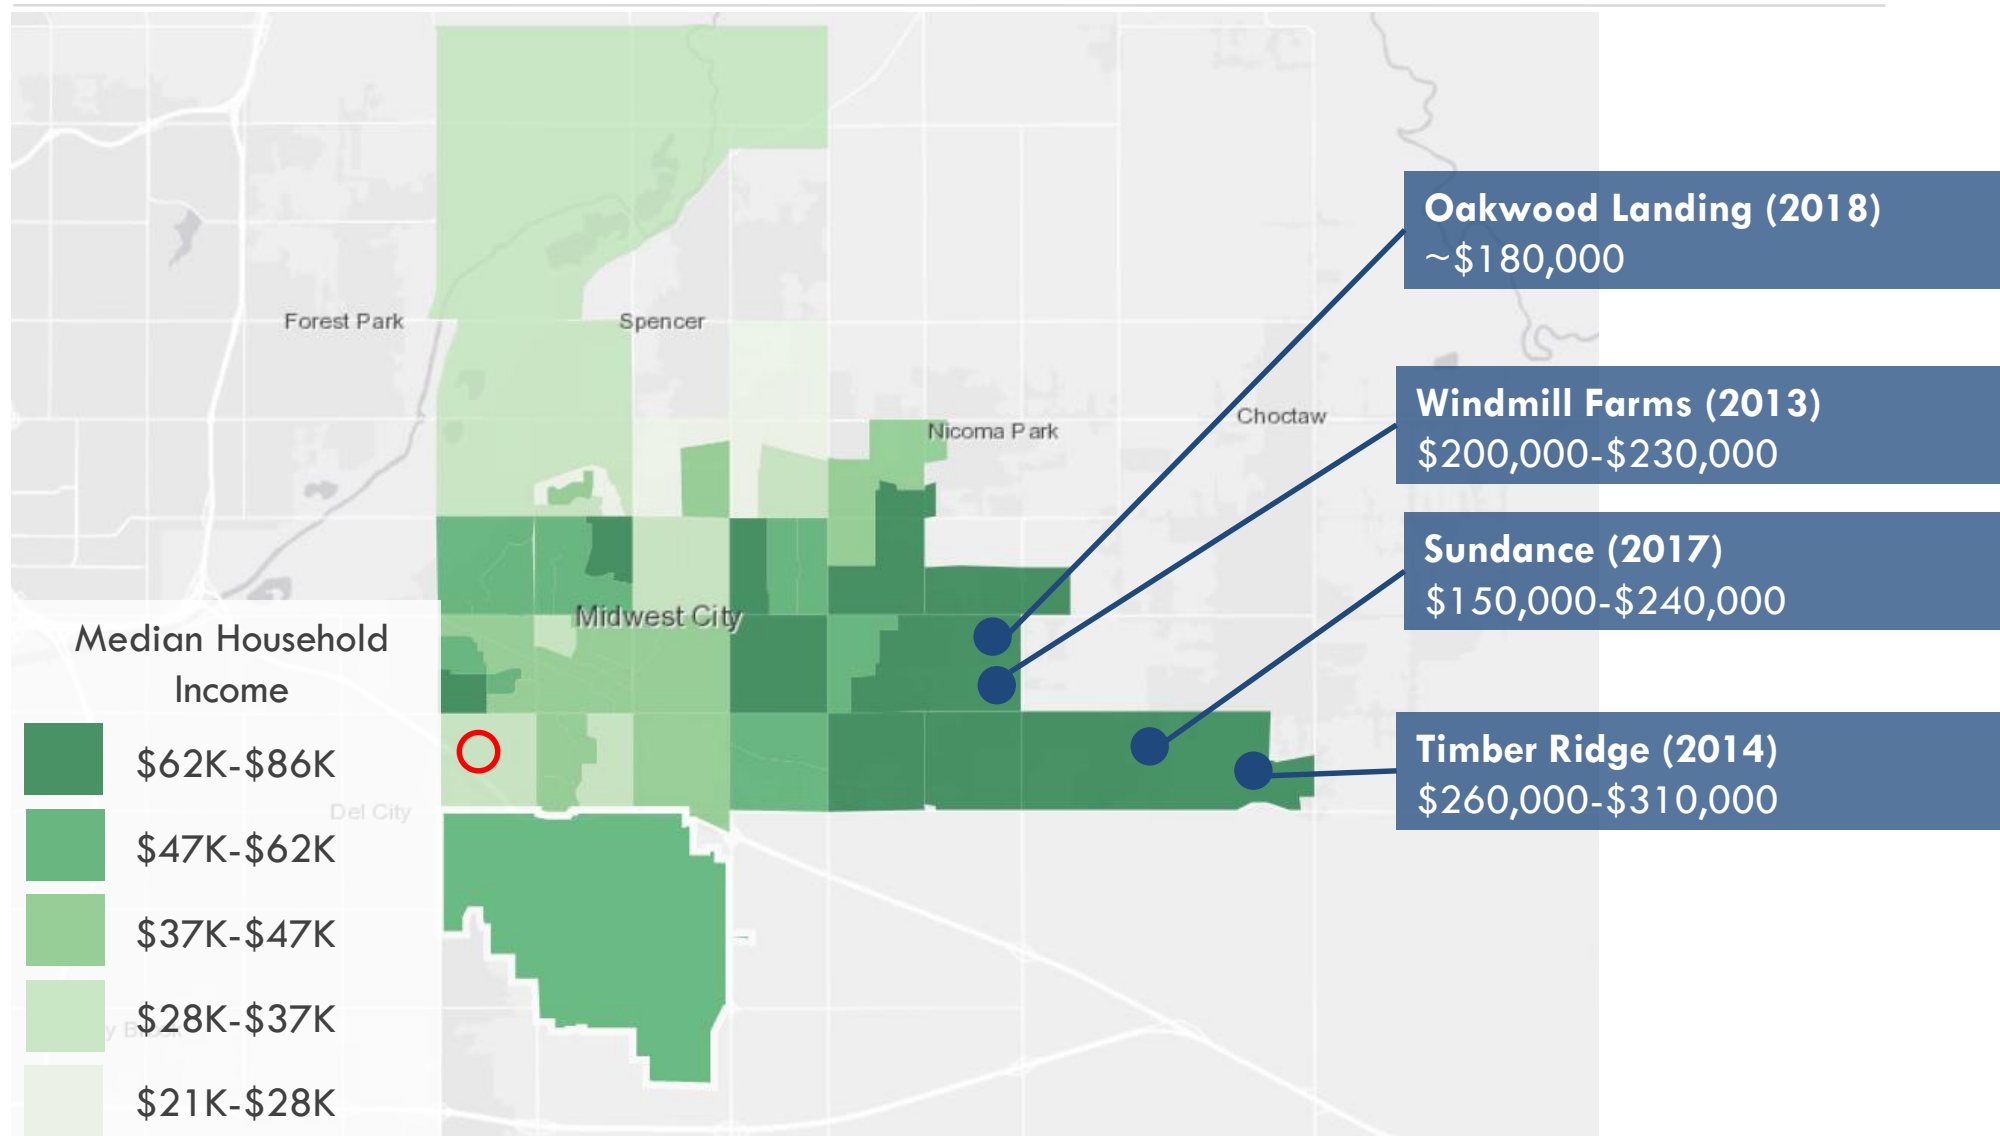 Forest Park
Spencer
Nicoma Park
Choctaw
Midwest City
Del City
Oakwood Landing (2018)
~$180,000
Windmill Farms (2013)
$200,000-$230,000
Sundance (2017)
$150,000-$240,000
Timber Ridge (2014)
$260,000-$310,000
Median Household
Income
$62K-$86K
$47K-$62K
$37K-$47K
$28K-$37K
$21K-$28K